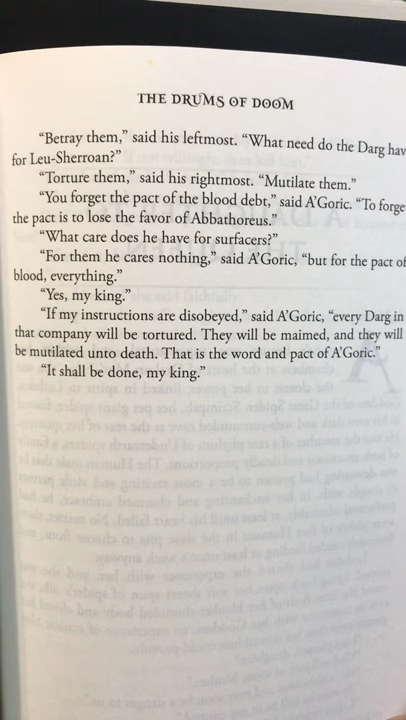 THE DRUMS OF DOOM
“Betray them,” said his leftmost. “What need do the Darg hav
for Leu-Sherroan?”
“Torture them,” said his rightmost. “Mutilate them.”
“You forget the pact of the blood debt,” said A’Goric. “To forge
the pact is to lose the favor of Abbathoreus.”
“What care does he have for surfacers?”
“For them he cares nothing,” said A’Goric, “but for the pact of
blood, everything.”
“Yes, my king.”
“If my instructions are disobeyed,” said A’Goric, “every Darg in
that company will be tortured. They will be maimed, and they will
be mutilated unto death. That is the word and pact of A’Goric.”
“It shall be done, my king.”